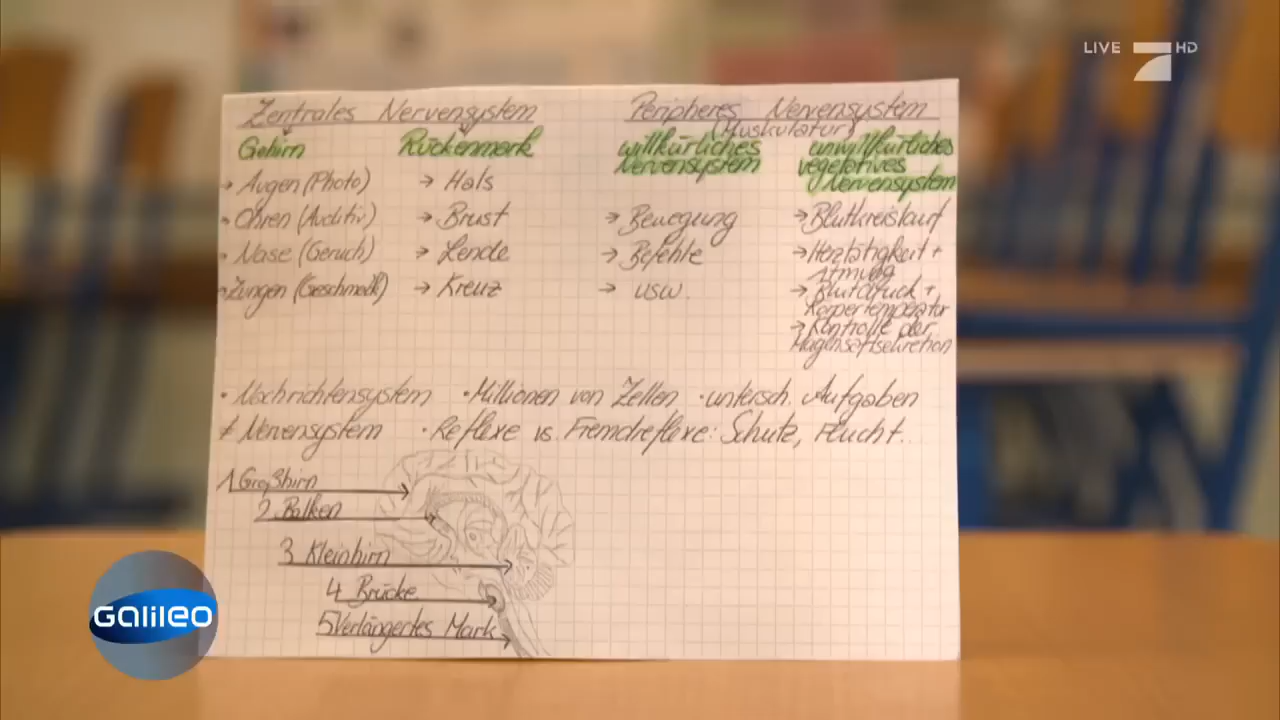 LIVE HD
Zentrales Nervensystem
Gehirn
→ Augen (Photo)
→ Ohren (Auditiv)
→ Nase (Geruch)
→ Zungen (Geschmack)
Rückenmark
→ Hals
→ Brust
→ Lende
→ Kreuz
Peripheres Nervensystem
(Muskulatur)
willkürliches
Nervensystem
→ Bewegung
→ Befehle
→ usw.
unwillkürliches
vegetatives
Nervensystem
→ Blutkreislauf
→ Herztätigkeit +
Atmung
→ Blutdruck +
Körpertemperatur
→ Kontrolle der
Magensaftsekretion
· Nachrichtensystem · Millionen von Zellen · untersch. Aufgaben
≠ Nervensystem · Reflexe vs. Fremdreflexe: Schutz, Flucht..
1 Großhirn
2 Balken
3 Kleinhirn
4 Brücke
5 Verlängertes Mark
GALILEO